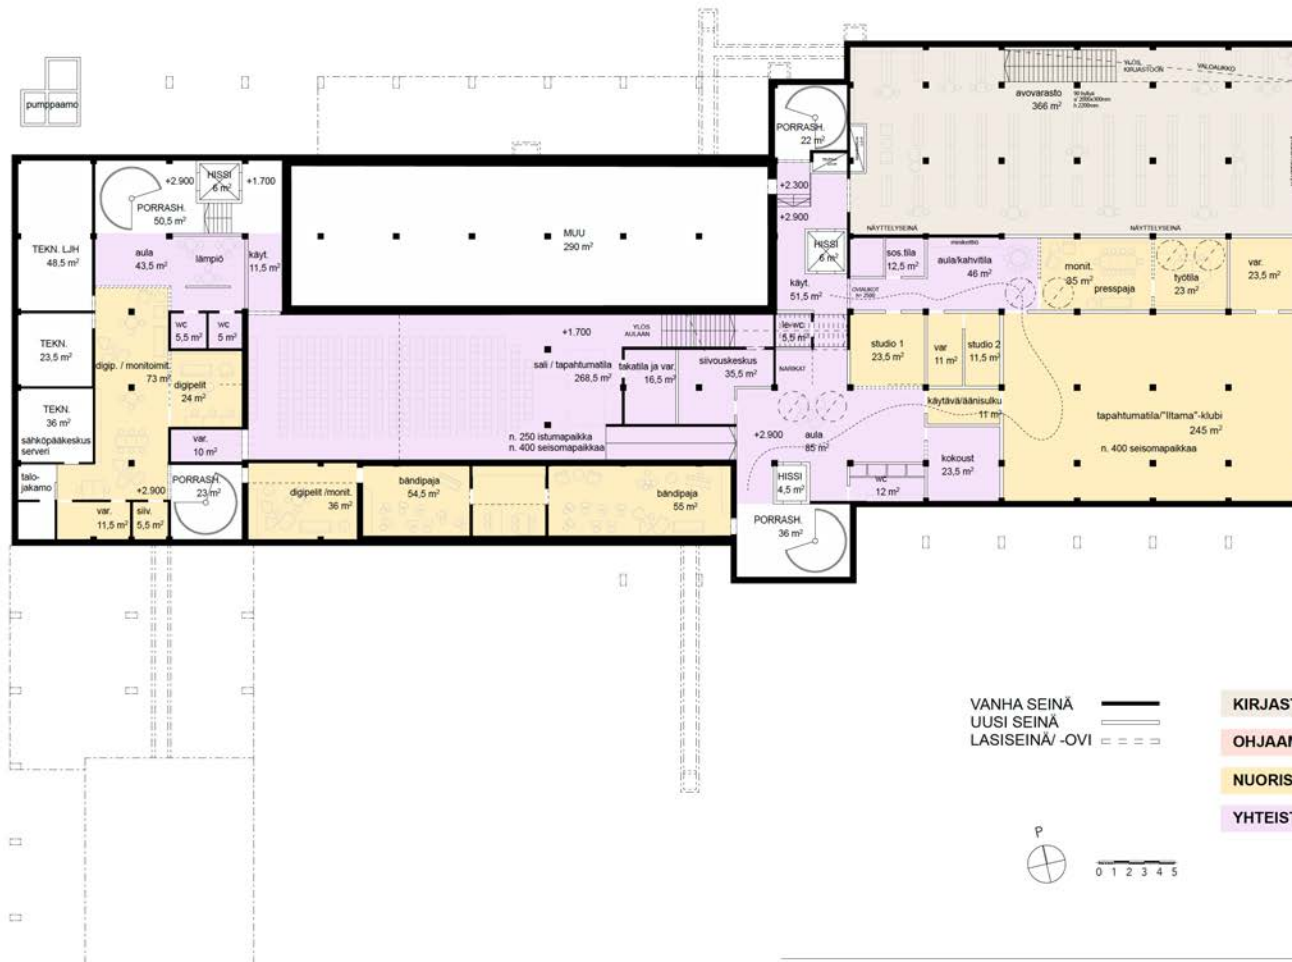 pumppaamo
YLÖS
KIRJASTOON
VALOAUKKO
avovarasto
366 m²
PORRASH.
22 m²
HISSI
6 m²
+2.900
+1.700
PORRASH.
50,5 m²
TEKN. LJH
48,5 m²
aula
43,5 m²
lämpiö
käyt.
11,5 m²
MUU
290 m²
+2.300
+2.900
HISSI
6 m²
käyt.
51,5 m²
NÄYTTELYSEINÄ
NÄYTTELYSEINÄ
sos.tila
12,5 m²
aula/kahvitila
46 m²
monit.
35 m²
presspaja
työtila
23 m²
var.
23,5 m²
wc
5,5 m²
wc
5 m²
TEKN.
23,5 m²
digip. / monitoimit.
73 m²
digipelit
24 m²
+1.700
YLÖS
AULAAN
sali / tapahtumatila
268,5 m²
takatila ja var.
16,5 m²
siivouskeskus
35,5 m²
le-wc
5,5 m²
NARIKAT
studio 1
23,5 m²
var
11 m²
studio 2
11,5 m²
käytävä/äänisulku
11 m²
tapahtumatila/"Iltama"-klubi
245 m²
n. 400 seisomapaikkaa
TEKN.
36 m²
sähköpääkeskus
serveri
var.
10 m²
n. 250 istumapaikka
n. 400 seisomapaikkaa
+2.900
aula
85 m²
kokoust
23,5 m²
talo-
jakamo
+2.900
PORRASH.
23 m²
digipelit /monit.
36 m²
bändipaja
54,5 m²
bändipaja
55 m²
HISSI
4,5 m²
wc
12 m²
var.
11,5 m²
siiv.
5,5 m²
PORRASH.
36 m²
VANHA SEINÄ
UUSI SEINÄ
LASISEINÄ/ -OVI
KIRJAST
OHJAAM
NUORIS
YHTEIST
P
0 1 2 3 4 5